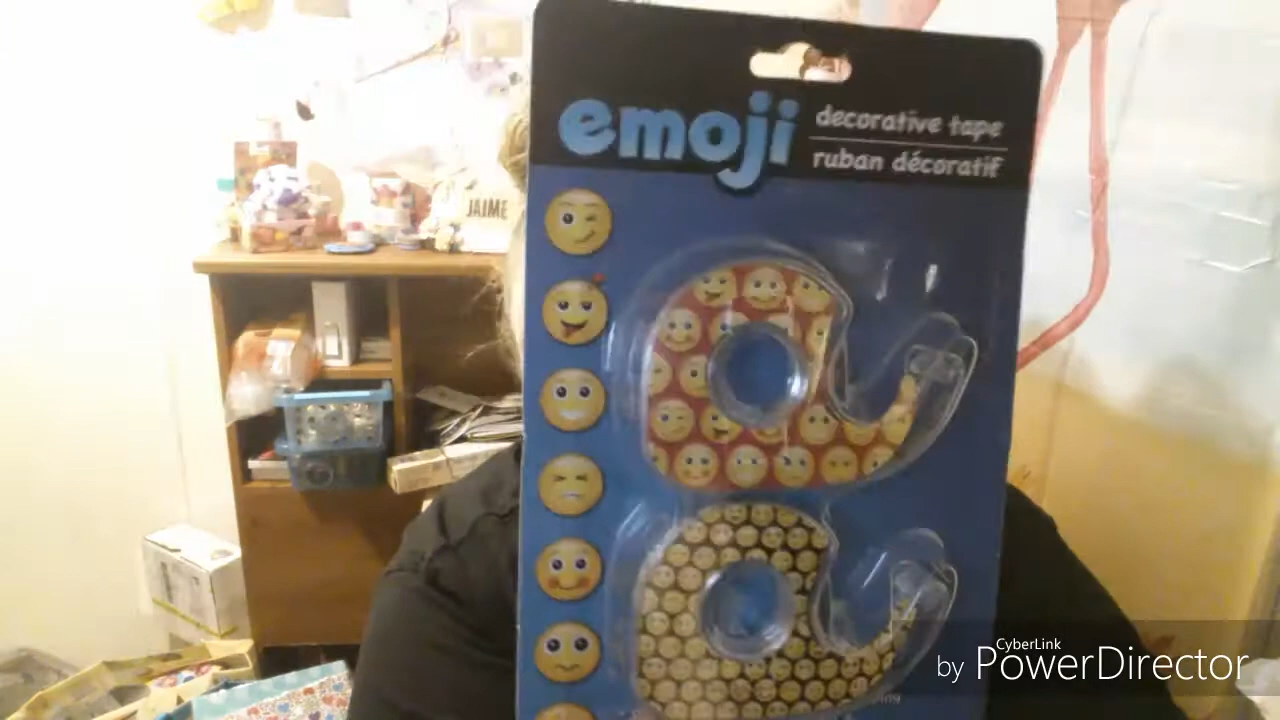 emoji
decorative tape
ruban décoratif
JAIME
CyberLink
by PowerDirector